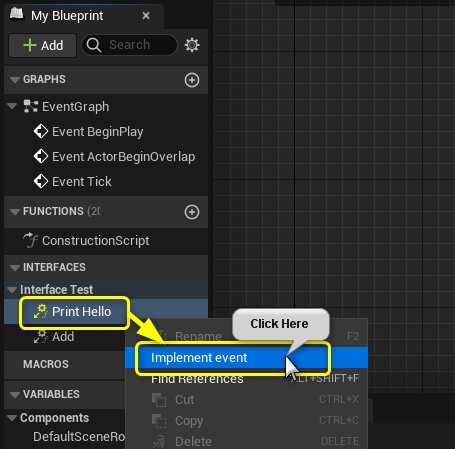 My Blueprint
Add
Search
GRAPHS
EventGraph
Event BeginPlay
Event ActorBeginOverlap
Event Tick
FUNCTIONS (20
ConstructionScript
INTERFACES
Interface Test
Print Hello
Add
MACROS
VARIABLES
Components
DefaultSceneRo
Click Here
Rename F2
Implement event
Find References ALT+SHIFT+F
Cut CTRL+X
Copy CTRL+C
Delete DELETE